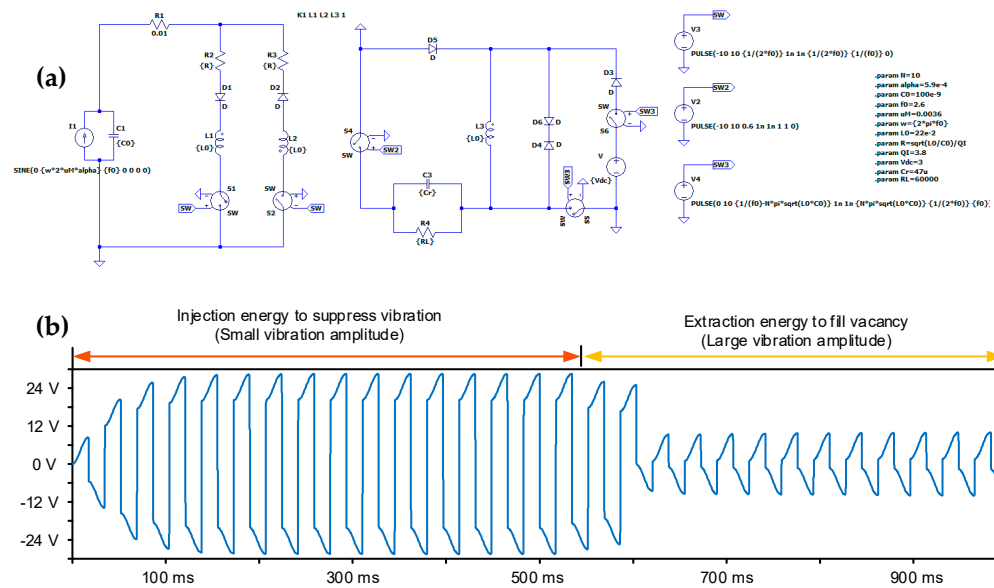 (a)
R1
0.01
R2
{R}
R3
{R}
D1
D
D2
D
L1
{L0}
L2
{L0}
I1
C1
{C0}
SINE(0 {w*2*uM*alpha} {f0} 0 0 0 0)
SW
S1
SW
SW
S2
SW
K1 L1 L2 L3 1
D5
D
S4
SW
SW2
L3
{L0}
D6
D
D4
D
D3
D
SW
S6
SW3
V
{Vdc}
C3
{Cr}
R4
{RL}
SW3
SW
S5
SW
V3
PULSE(-10 10 {1/(2*f0)} 1n 1n {1/(2*f0)} {1/(f0)} 0)
SW2
V2
PULSE(-10 10 0.6 1n 1n 1 1 0)
SW3
V4
PULSE(0 10 {1/(f0)-N*pi*sqrt(L0*C0)} 1n 1n {N*pi*sqrt(L0*C0)} {1/(2*f0)} {f0})
.param N=10
.param alpha=5.9e-4
.param C0=100e-9
.param f0=2.6
.param uM=0.0036
.param w={2*pi*f0}
.param L0=22e-2
.param R=sqrt(L0/C0)/QI
.param QI=3.8
.param Vdc=3
.param Cr=47u
.param RL=60000
(b)
Injection energy to suppress vibration
(Small vibration amplitude)
Extraction energy to fill vacancy
(Large vibration amplitude)
24 V
12 V
0 V
-12 V
-24 V
100 ms
300 ms
500 ms
700 ms
900 ms